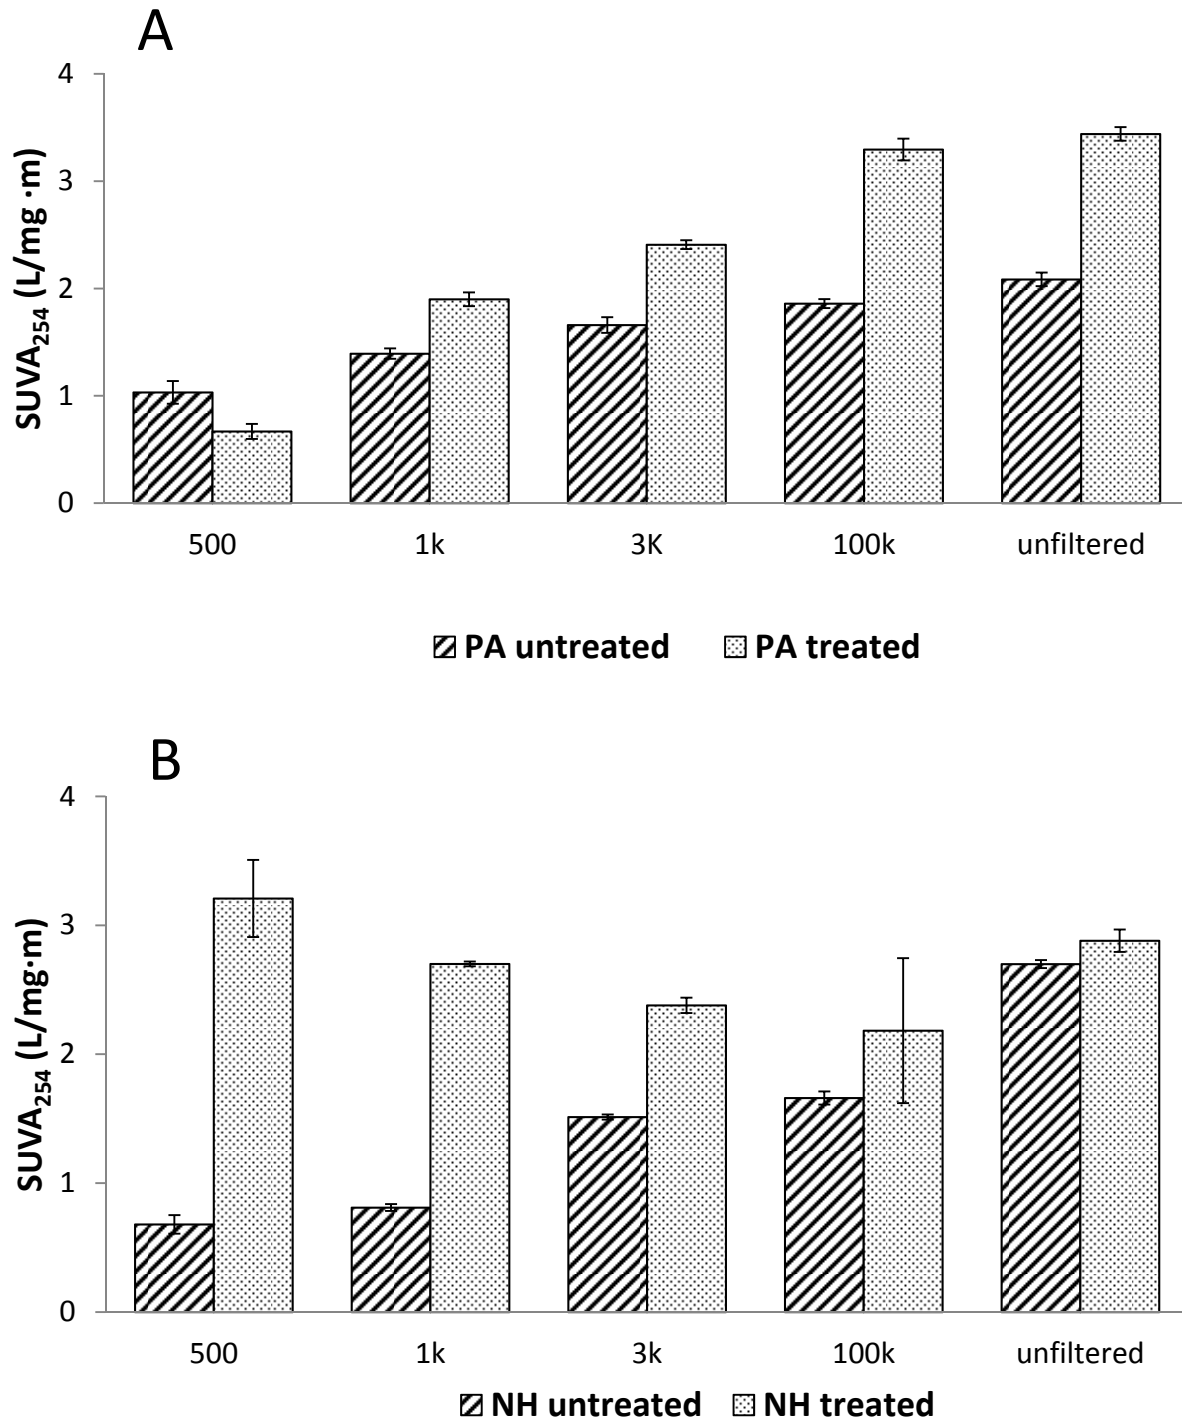 A
4
3
2
1
0
SUVA254 (L/mg ·m)
500 1k 3K 100k unfiltered
PA untreated PA treated
B
4
3
2
1
0
SUVA254 (L/mg·m)
500 1k 3k 100k unfiltered
NH untreated NH treated